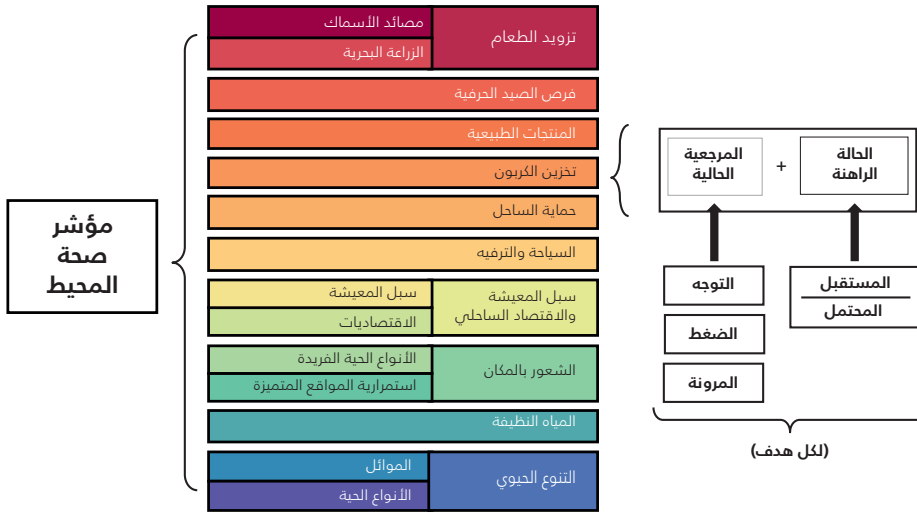 مؤشر
صحة
المحيط
تزويد الطعام
مصائد الأسماك
الزراعة البحرية
فرص الصيد الحرفية
المنتجات الطبيعية
تخزين الكربون
حماية الساحل
السياحة والترفيه
سبل المعيشة
والاقتصاد الساحلي
سبل المعيشة
الاقتصاديات
الشعور بالمكان
الأنواع الحية الفريدة
استمرارية المواقع المتميزة
المياه النظيفة
التنوع الحيوي
الموائل
الأنواع الحية
الحالة
الراهنة
+
المرجعية
الحالية
المستقبل
المحتمل
التوجه
الضغط
المرونة
(لكل هدف)